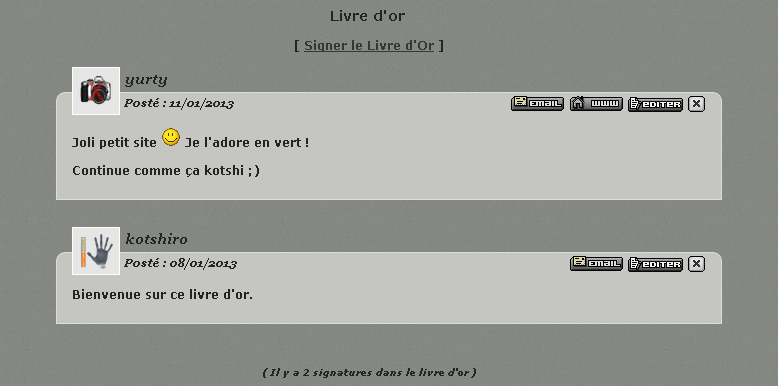 Livre d'or
[ Signer le Livre d'Or ]
yurty
Posté : 11/01/2013
EMAIL WWW EDITER
Joli petit site Je l'adore en vert !
Continue comme ça kotshi ; )
kotshiro
Posté : 08/01/2013
EMAIL EDITER
Bienvenue sur ce livre d'or.
( Il y a 2 signatures dans le livre d'or )